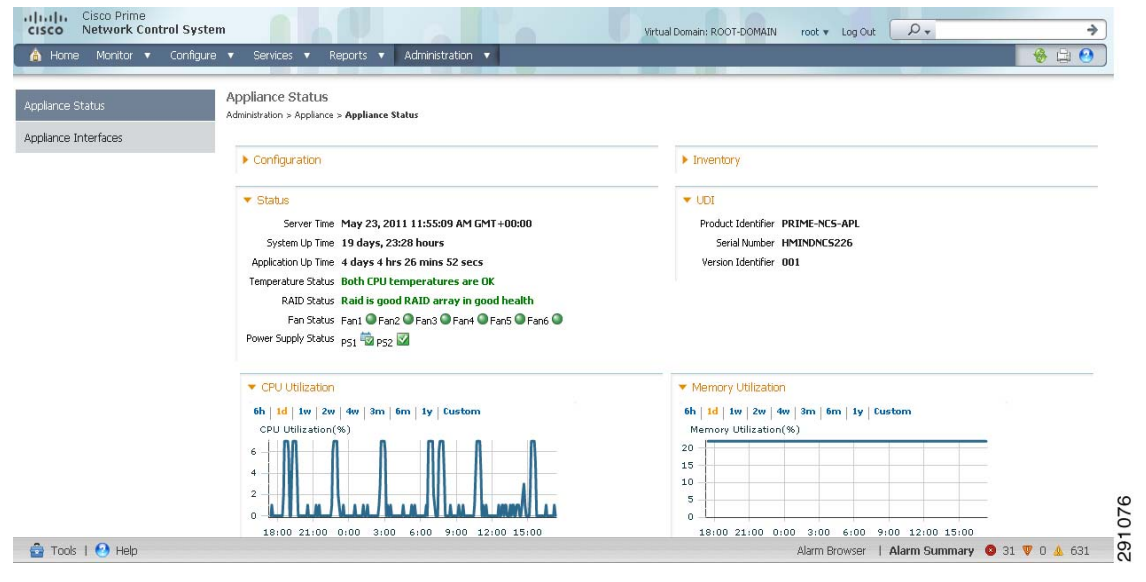 Cisco Prime
CISCO Network Control System
Virtual Domain: ROOT-DOMAIN root Log Out
Home Monitor Configure Services Reports Administration
Appliance Status
Appliance Interfaces
Appliance Status
Administration > Appliance > Appliance Status
Configuration
Inventory
Status
Server Time May 23, 2011 11:55:09 AM GMT+00:00
System Up Time 19 days, 23:28 hours
Application Up Time 4 days 4 hrs 26 mins 52 secs
Temperature Status Both CPU temperatures are OK
RAID Status Raid is good RAID array in good health
Fan Status Fan1 Fan2 Fan3 Fan4 Fan5 Fan6
Power Supply Status PS1 PS2
UDI
Product Identifier PRIME-NCS-APL
Serial Number HMINDNCS226
Version Identifier 001
CPU Utilization
6h | 1d | 1w | 2w | 4w | 3m | 6m | 1y | Custom
CPU Utilization(%)
6
4
2
0
18:00 21:00 0:00 3:00 6:00 9:00 12:00 15:00
Memory Utilization
6h | 1d | 1w | 2w | 4w | 3m | 6m | 1y | Custom
Memory Utilization(%)
20
15
10
5
0
18:00 21:00 0:00 3:00 6:00 9:00 12:00 15:00
Tools | Help
Alarm Browser | Alarm Summary 31 0 631
291076